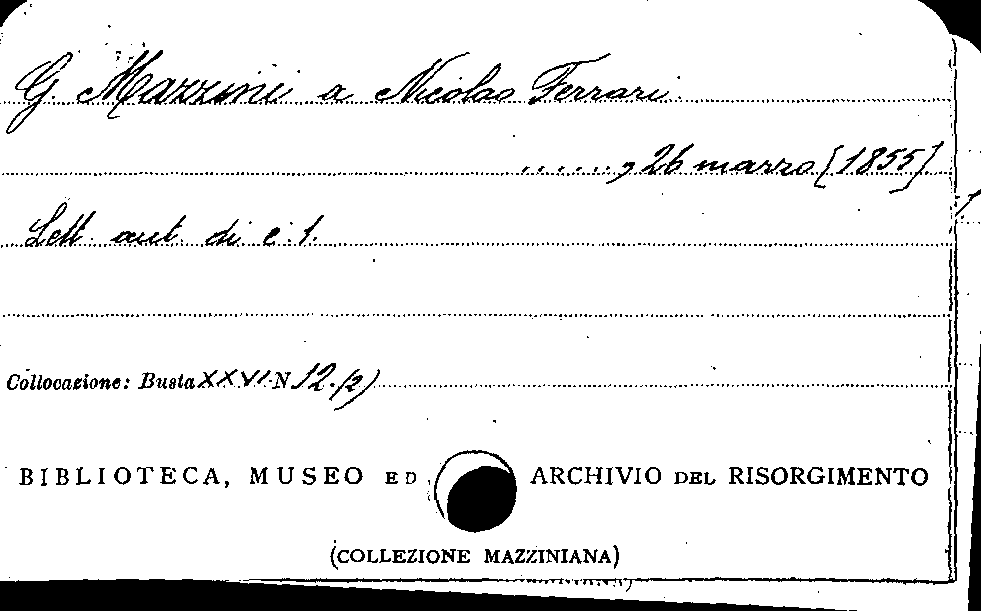 G. Mazzini a Nicolao Ferrari.
......, 26 marzo [1855].
Lett. aut. di c. 1.
Collocazione: Busta XXVI N 12.(2)
BIBLIOTECA, MUSEO ED ARCHIVIO DEL RISORGIMENTO
(COLLEZIONE MAZZINIANA)